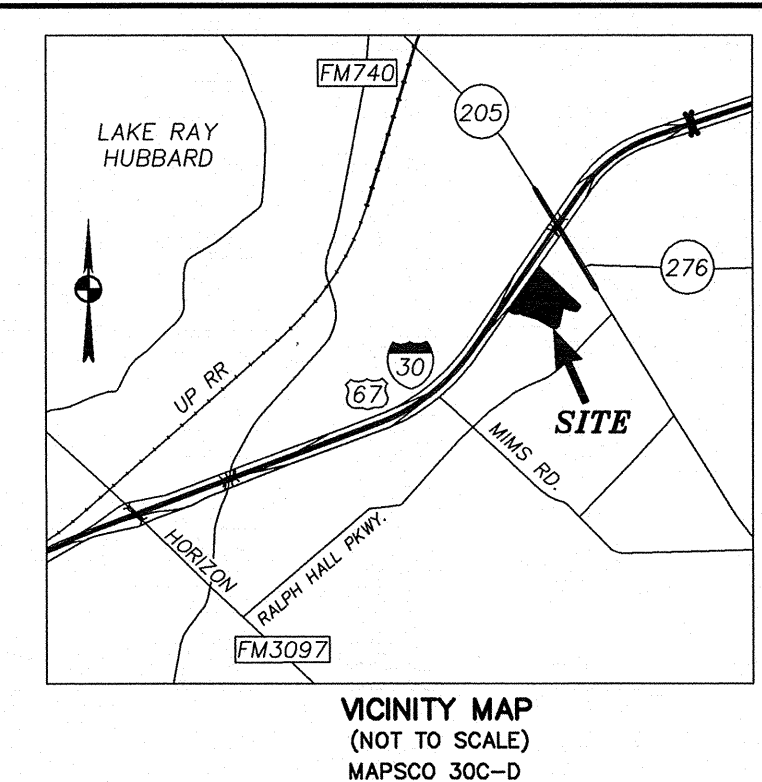 FM740
205
LAKE RAY
HUBBARD
276
UP RR
30
67
SITE
MIMS RD.
HORIZON
RALPH HALL PKWY.
FM3097
VICINITY MAP
(NOT TO SCALE)
MAPSCO 30C-D